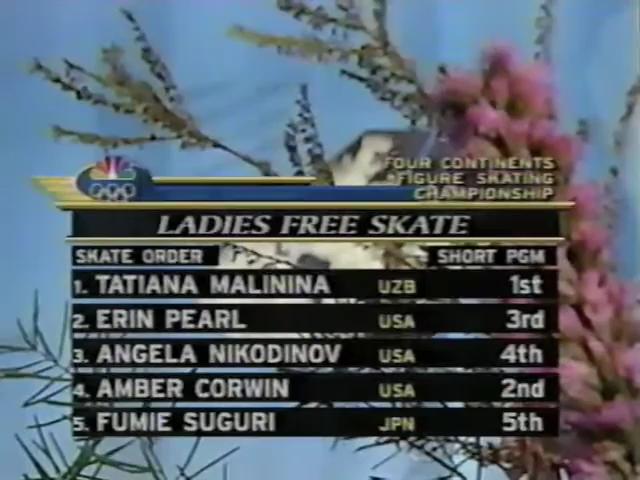 FOUR CONTINENTS
FIGURE SKATING
CHAMPIONSHIP
LADIES FREE SKATE
SKATE ORDER SHORT PGM
1. TATIANA MALININA UZB 1st
2. ERIN PEARL USA 3rd
3. ANGELA NIKODINOV USA 4th
4. AMBER CORWIN USA 2nd
5. FUMIE SUGURI JPN 5th